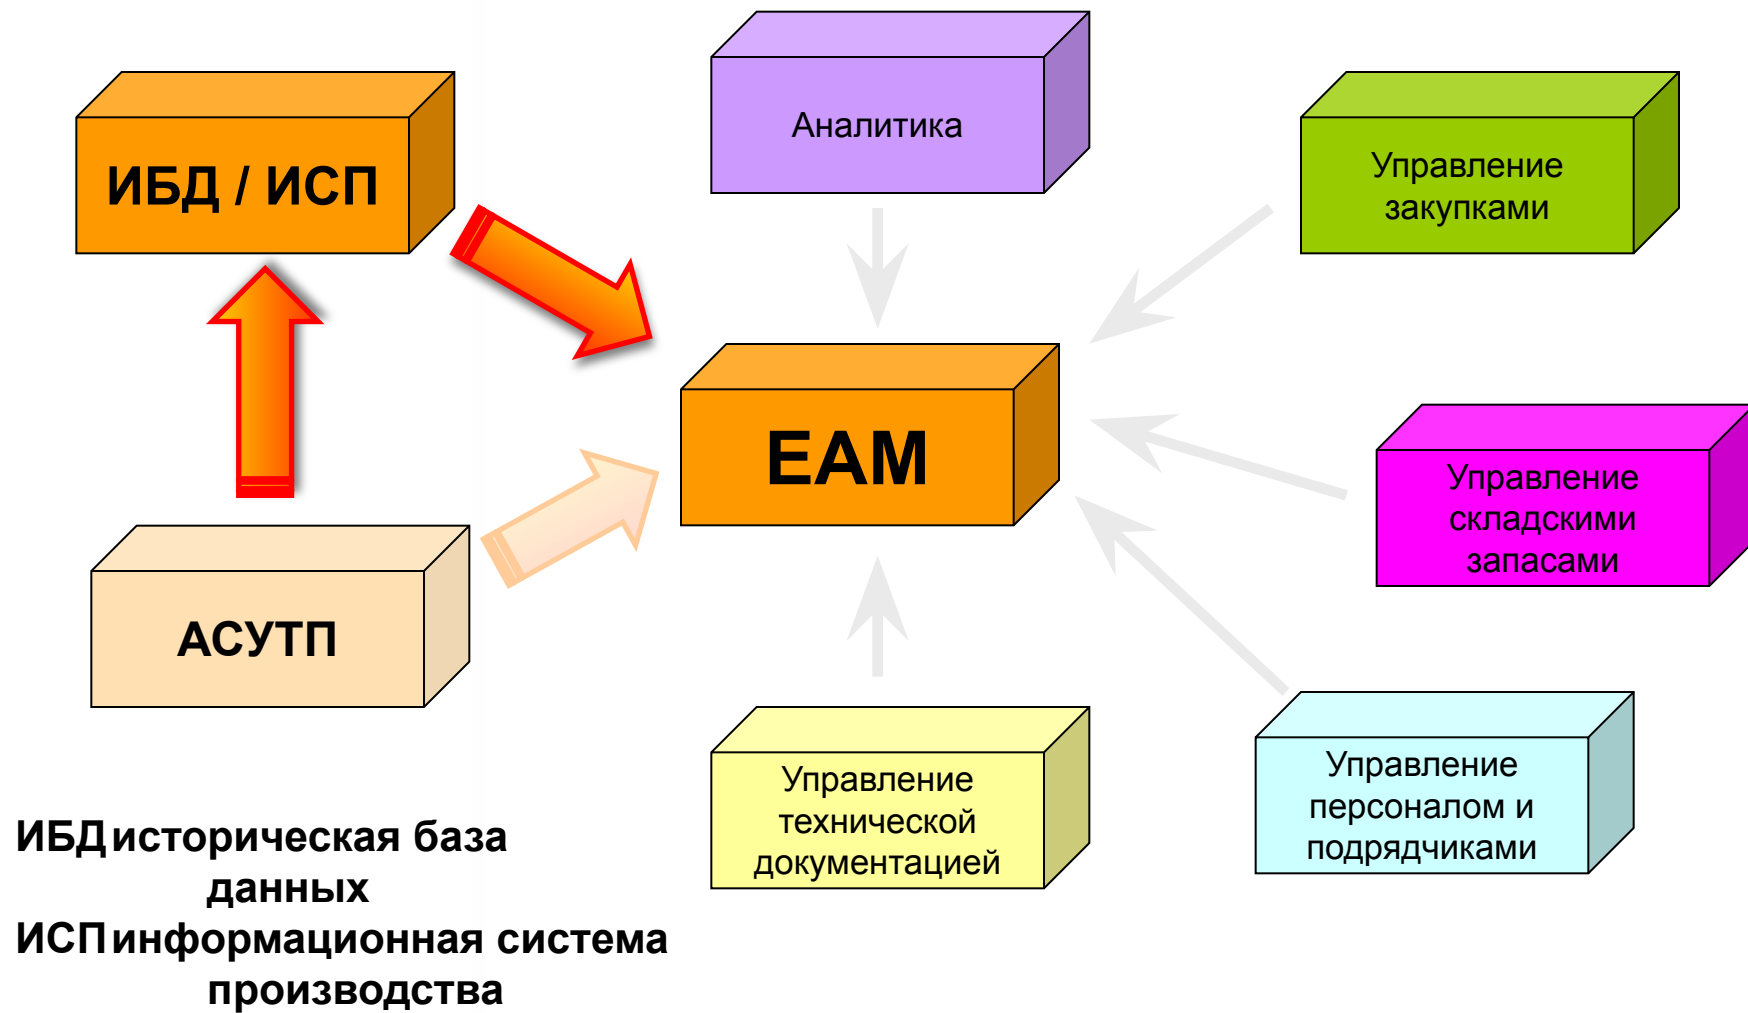 Аналитика
ИБД / ИСП
Управление
закупками
ЕАМ
Управление
складскими
запасами
АСУТП
Управление
технической
документацией
Управление
персоналом и
подрядчиками
ИБД историческая база
данных
ИСП информационная система
производства